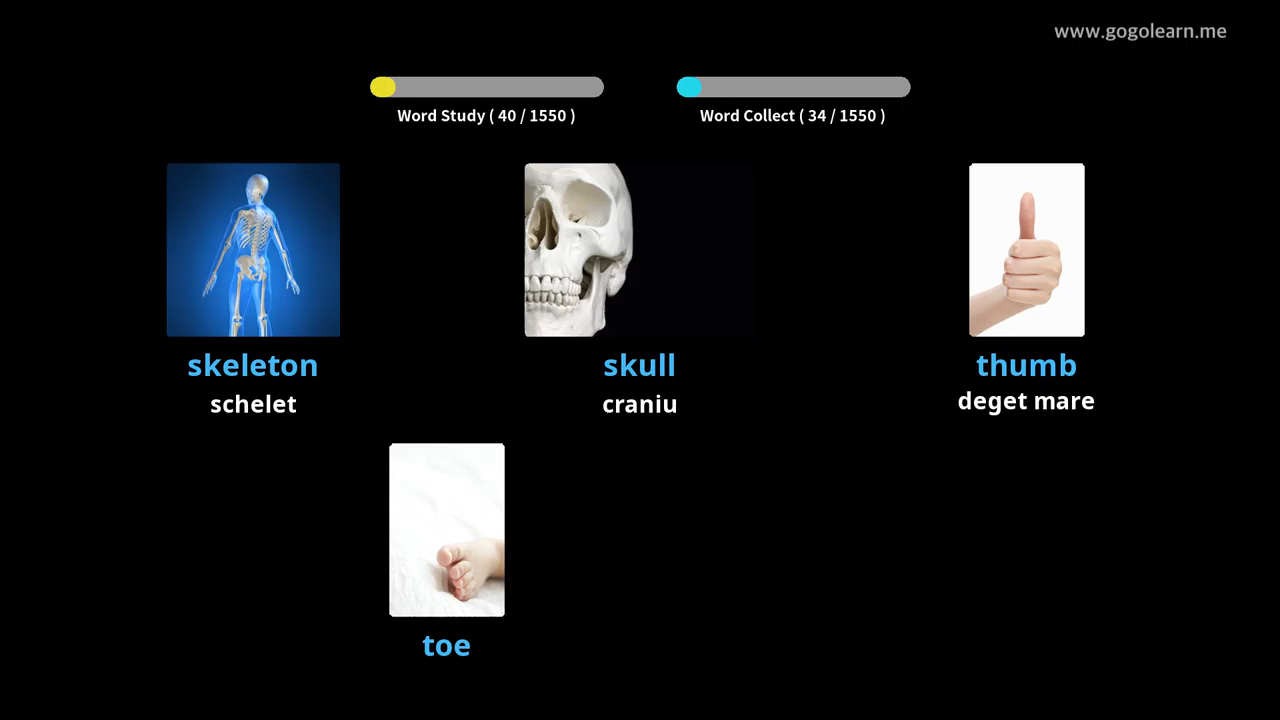 www.gogolearn.me
Word Study ( 40 / 1550 )
Word Collect ( 34 / 1550 )
skeleton
schelet
skull
craniu
thumb
deget mare
toe